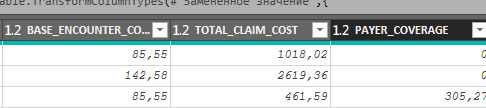 able.TransformColumnTypes(#"Замененное значение",{
1.2 BASE_ENCOUNTER_CO... 1.2 TOTAL_CLAIM_COST 1.2 PAYER_COVERAGE
85,55 1018,02 0
142,58 2619,36 0
85,55 461,59 305,27